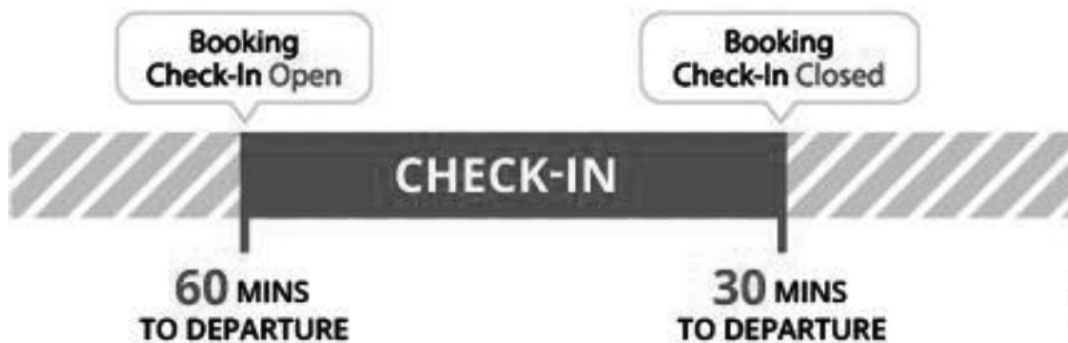 Booking
Check-In Open
Booking
Check-In Closed
CHECK-IN
60 MINS
TO DEPARTURE
30 MINS
TO DEPARTURE